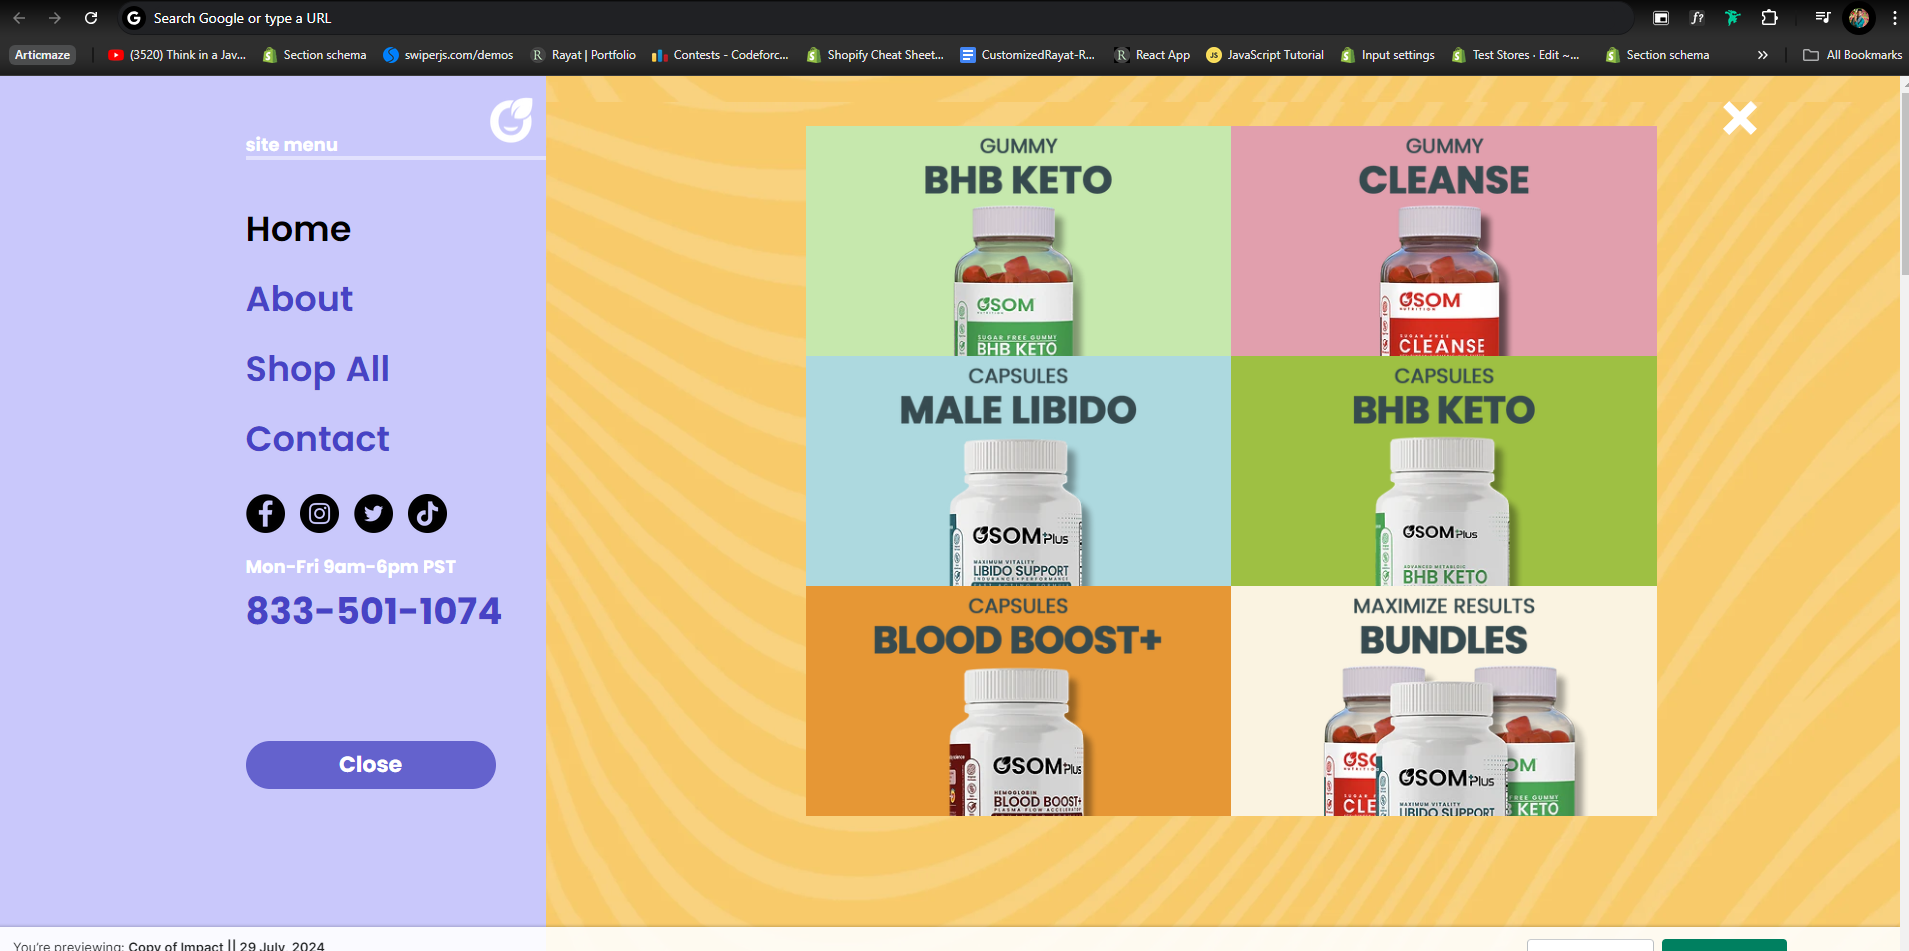 Search Google or type a URL
Articmaze
(3520) Think in a Jav...
Section schema
swiperjs.com/demos
Rayat | Portfolio
Contests - Codeforc...
Shopify Cheat Sheet...
CustomizedRayat-R...
React App
JavaScript Tutorial
Input settings
Test Stores · Edit ~...
Section schema
All Bookmarks
site menu
Home
About
Shop All
Contact
Mon-Fri 9am-6pm PST
833-501-1074
Close
GUMMY
BHB KETO
OSOM
NUTRITION
SUGAR FREE GUMMY
BHB KETO
GUMMY
CLEANSE
OSOM
NUTRITION
SUGAR FREE
CLEANSE
CAPSULES
MALE LIBIDO
OSOM Plus
MAXIMUM VITALITY
LIBIDO SUPPORT
ENDURANCE • PERFORMANCE
CAPSULES
BHB KETO
OSOM Plus
ADVANCED METABOLIC
BHB KETO
CAPSULES
BLOOD BOOST+
OSOM Plus
HEMOGLOBIN
BLOOD BOOST+
PLASMA FLOW ACCELERATOR
MAXIMIZE RESULTS
BUNDLES
OSOM Plus
MAXIMUM VITALITY
LIBIDO SUPPORT
FREE GUMMY
KETO
You're previewing: Copy of Impact || 29 July, 2024